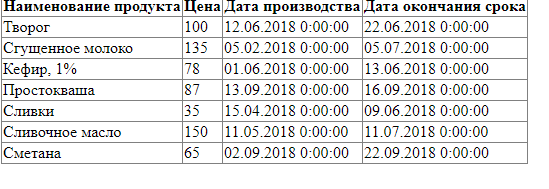 Наименование продукта Цена Дата производства Дата окончания срока
Творог 100 12.06.2018 0:00:00 22.06.2018 0:00:00
Сгущенное молоко 135 05.02.2018 0:00:00 05.07.2018 0:00:00
Кефир, 1% 78 01.06.2018 0:00:00 13.06.2018 0:00:00
Простокваша 87 13.09.2018 0:00:00 16.09.2018 0:00:00
Сливки 35 15.04.2018 0:00:00 09.06.2018 0:00:00
Сливочное масло 150 11.05.2018 0:00:00 11.07.2018 0:00:00
Сметана 65 02.09.2018 0:00:00 22.09.2018 0:00:00